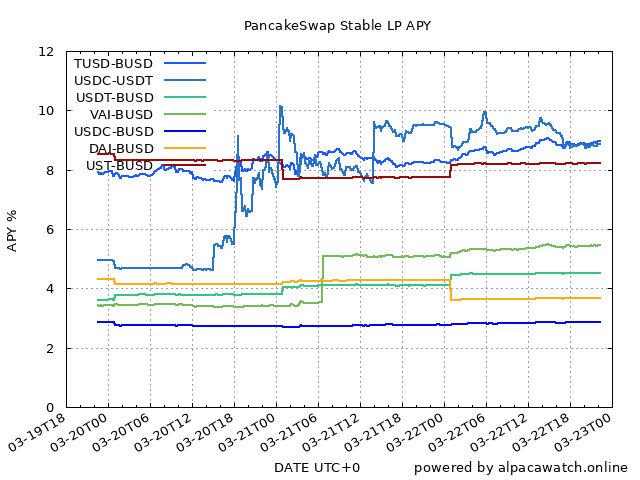 PancakeSwap Stable LP APY
12
10
8
6
4
2
0
APY %
TUSD-BUSD
USDC-USDT
USDT-BUSD
VAI-BUSD
USDC-BUSD
DAI-BUSD
UST-BUSD
03-19T18
03-20T00
03-20T06
03-20T12
03-20T18
03-21T00
03-21T06
03-21T12
03-21T18
03-22T00
03-22T06
03-22T12
03-22T18
03-23T00
DATE UTC+0
powered by alpacawatch.online